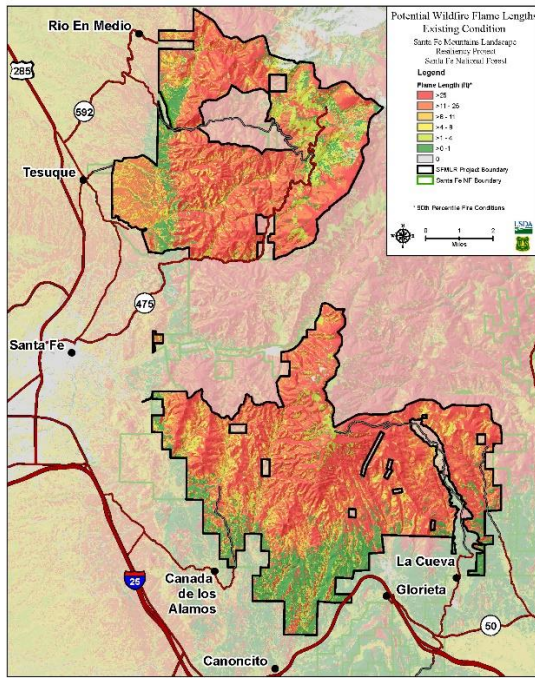 Potential Wildfire Flame Lengths
Existing Condition
Santa Fe Mountains Landscape
Resiliency Project
Santa Fe National Forest
Legend
Flame Length (ft)*
>25
>11 - 25
>8 - 11
>4 - 8
>1 - 4
>0 - 1
0
SFMLR Project Boundary
Santa Fe NF Boundary
* 90th Percentile Fire Conditions
0 1 2
Miles
USDA
Rio En Medio
285
592
Tesuque
475
Santa Fe
25
Canada
de los
Alamos
La Cueva
Glorieta
50
Canoncito